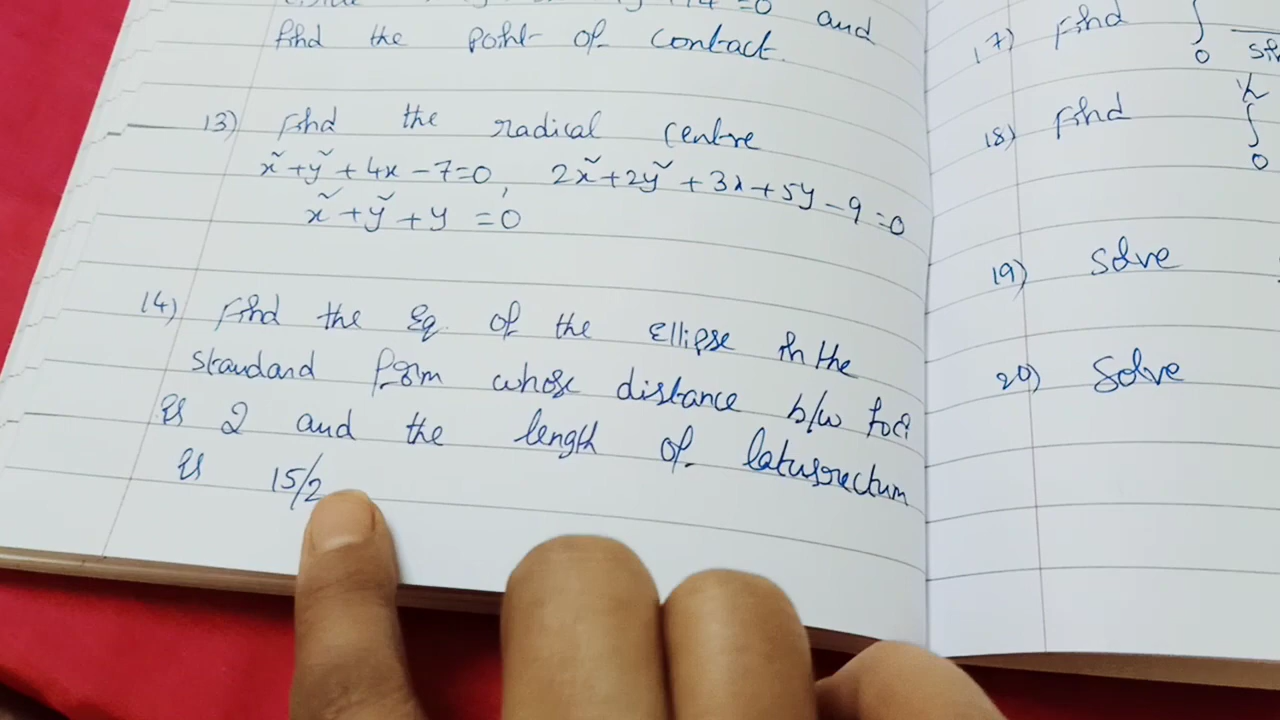 =0 and
find the point of contact.
13) Find the radical centre
x²+y²+4x-7=0, 2x²+2y²+3x+5y-9=0
x²+y²+y=0
14) Find the Eq. of the Ellipse in the
standard form whose distance b/w foci
is 2 and the length of latusrectum
is 15/2
17) Find ∫ 0
18) Find ∫ 0
19) Solve
20) Solve